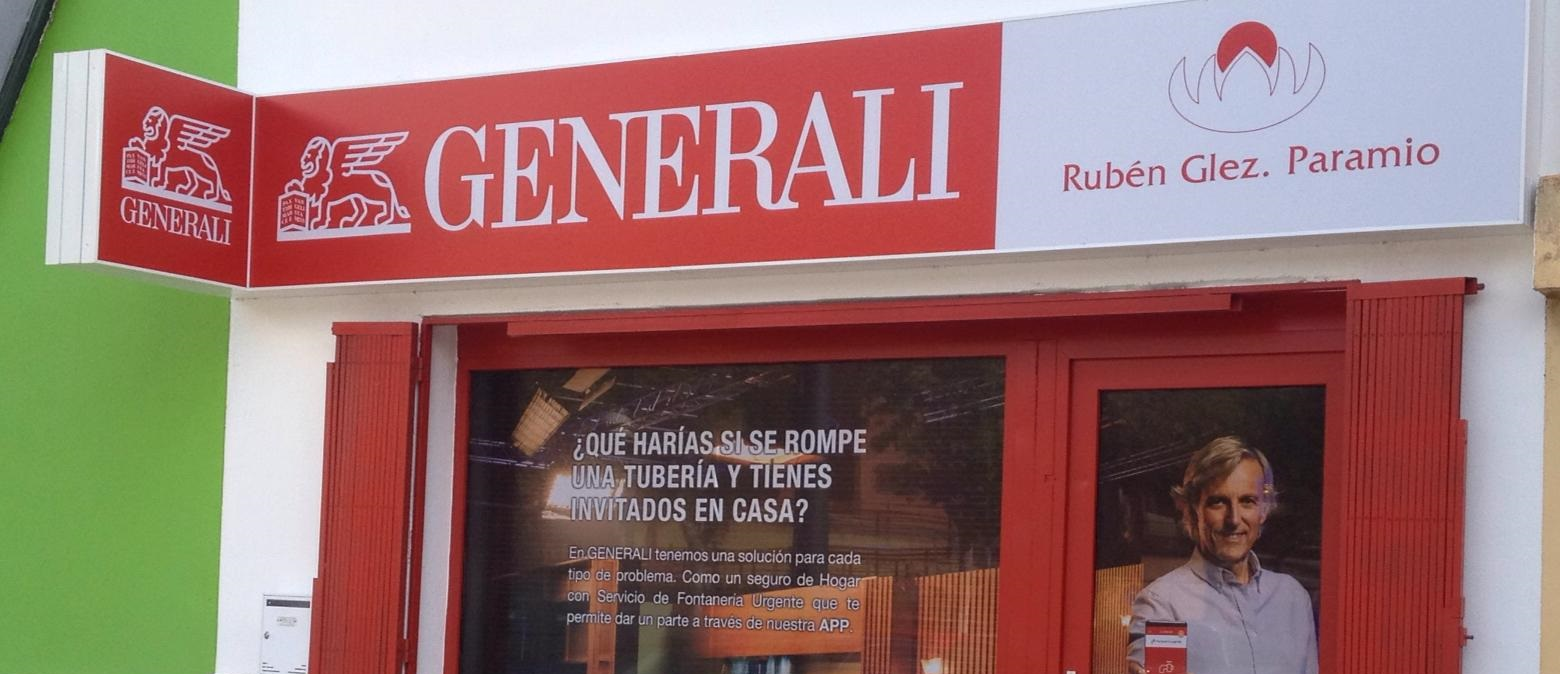 GENERALI
GENERALI
Rubén Glez. Paramio
¿QUÉ HARÍAS SI SE ROMPE
UNA TUBERÍA Y TIENES
INVITADOS EN CASA?
En GENERALI tenemos una solución para cada
tipo de problema. Como un seguro de Hogar
con Servicio de Fontanería Urgente que te
permite dar un parte a través de nuestra APP.